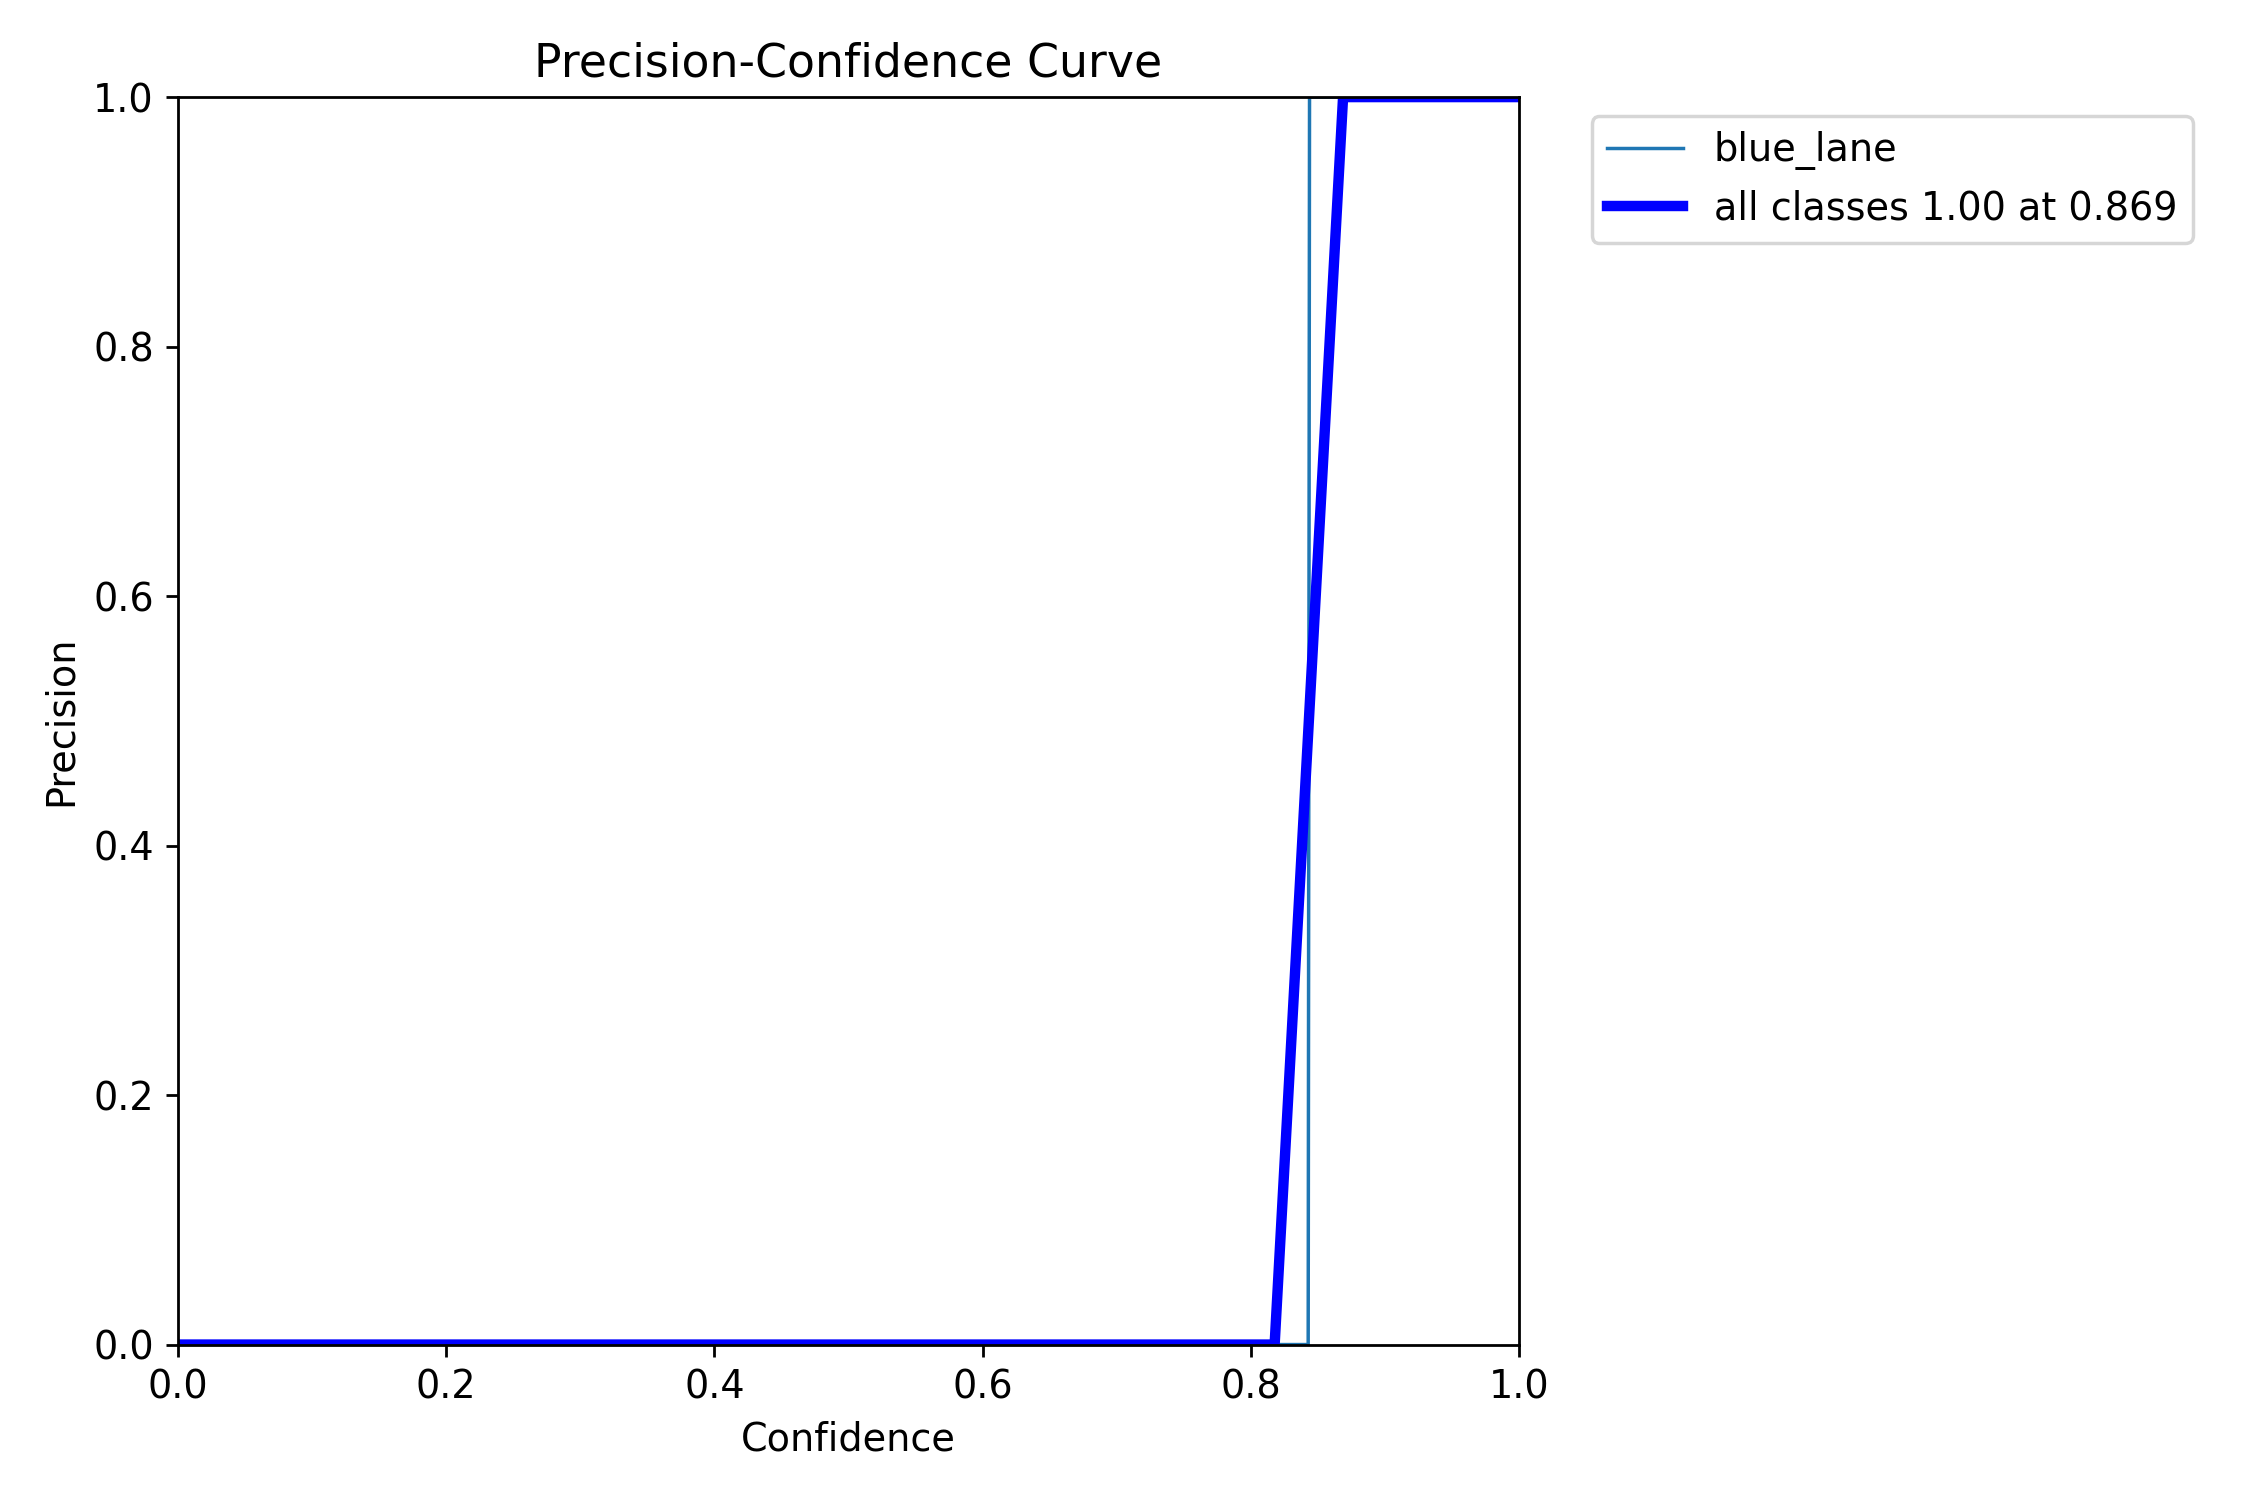 Precision-Confidence Curve
1.0
0.8
0.6
0.4
0.2
0.0
Precision
0.0 0.2 0.4 0.6 0.8 1.0
Confidence
blue_lane
all classes 1.00 at 0.869